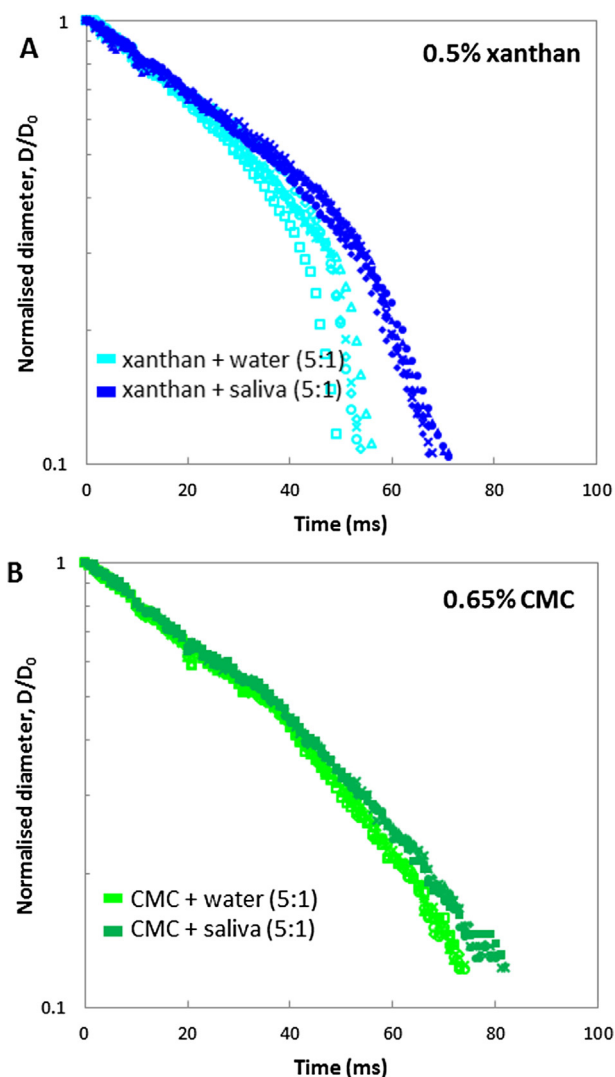 A
0.5% xanthan
Normalised diameter, D/D₀
1
0.1
xanthan + water (5:1)
xanthan + saliva (5:1)
0
20
40
60
80
100
Time (ms)
B
0.65% CMC
Normalised diameter, D/D₀
1
0.1
CMC + water (5:1)
CMC + saliva (5:1)
0
20
40
60
80
100
Time (ms)